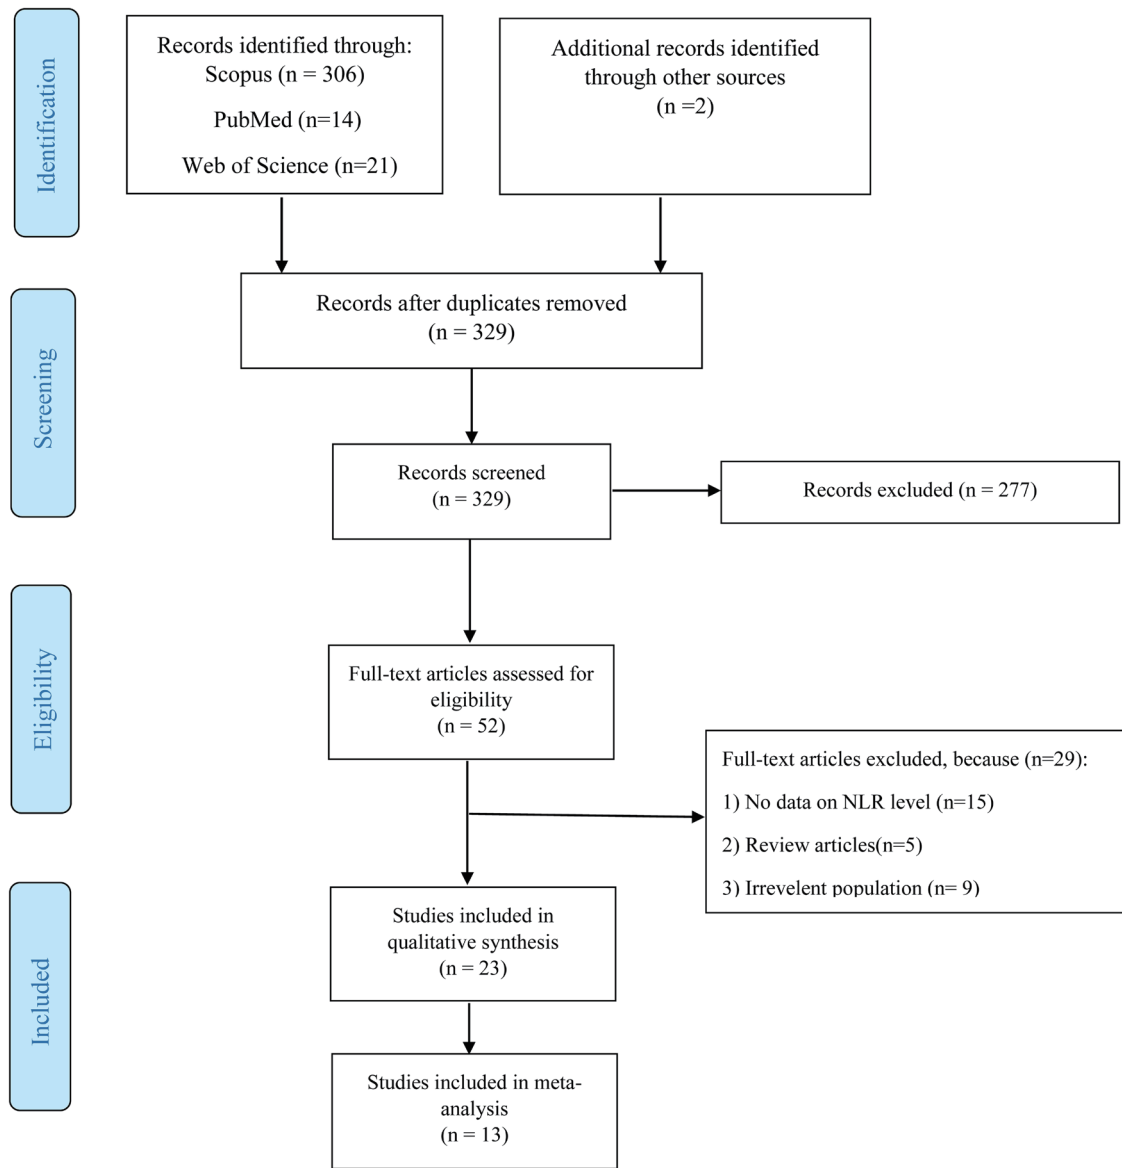 Identification
Records identified through:
Scopus (n = 306)
PubMed (n=14)
Web of Science (n=21)
Additional records identified
through other sources
(n =2)
Screening
Records after duplicates removed
(n = 329)
Records screened
(n = 329)
Records excluded (n = 277)
Eligibility
Full-text articles assessed for
eligibility
(n = 52)
Full-text articles excluded, because (n=29):
1) No data on NLR level (n=15)
2) Review articles(n=5)
3) Irrevelent population (n= 9)
Included
Studies included in
qualitative synthesis
(n = 23)
Studies included in meta-
analysis
(n = 13)